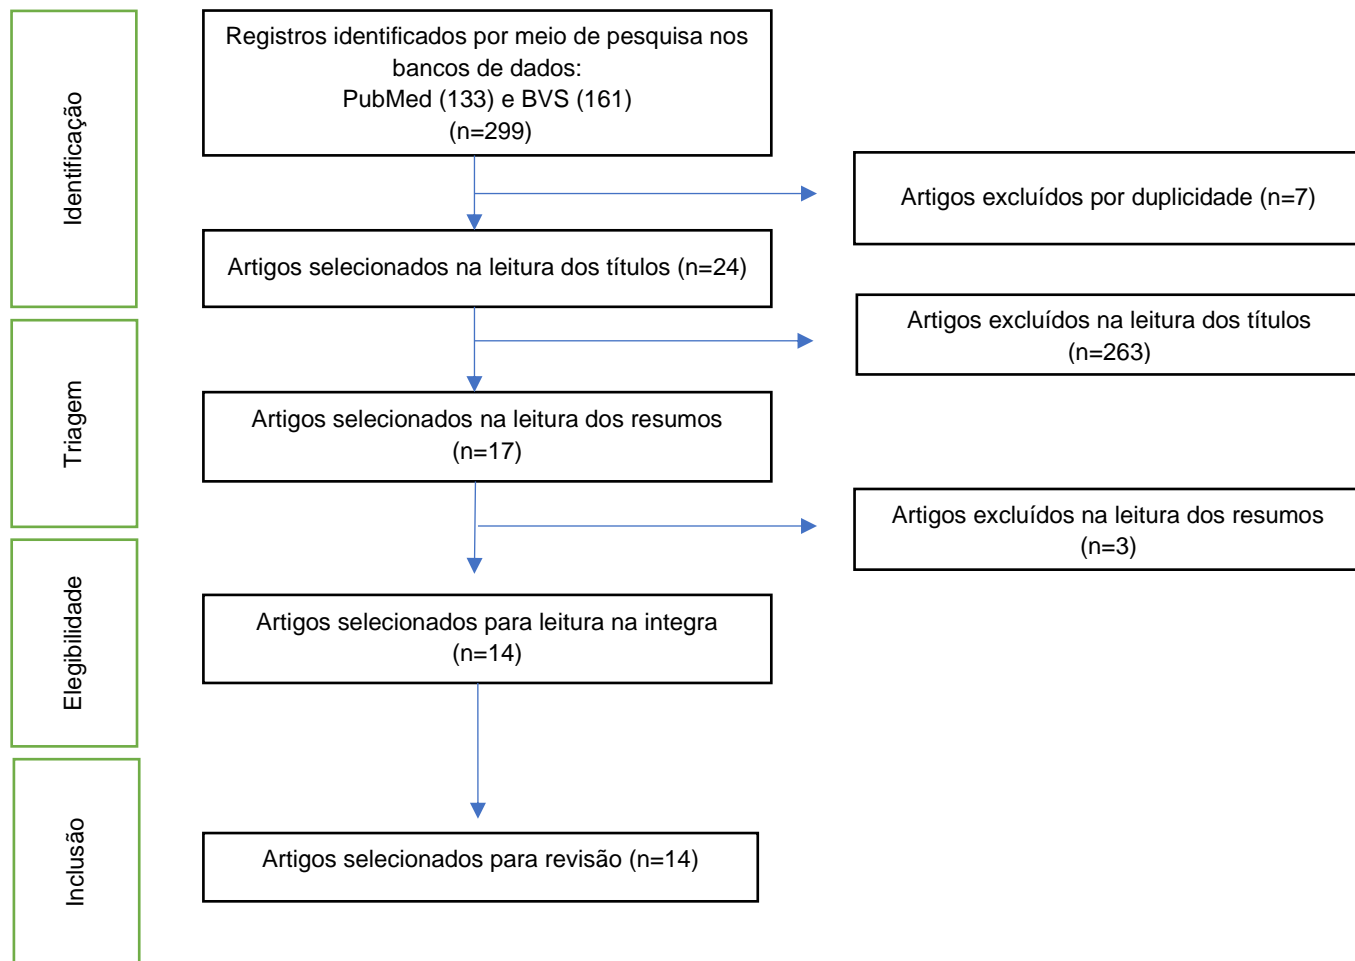 Identificação
Registros identificados por meio de pesquisa nos
bancos de dados:
PubMed (133) e BVS (161)
(n=299)
Artigos excluídos por duplicidade (n=7)
Artigos selecionados na leitura dos títulos (n=24)
Triagem
Artigos excluídos na leitura dos títulos
(n=263)
Artigos selecionados na leitura dos resumos
(n=17)
Artigos excluídos na leitura dos resumos
(n=3)
Elegibilidade
Artigos selecionados para leitura na integra
(n=14)
Inclusão
Artigos selecionados para revisão (n=14)